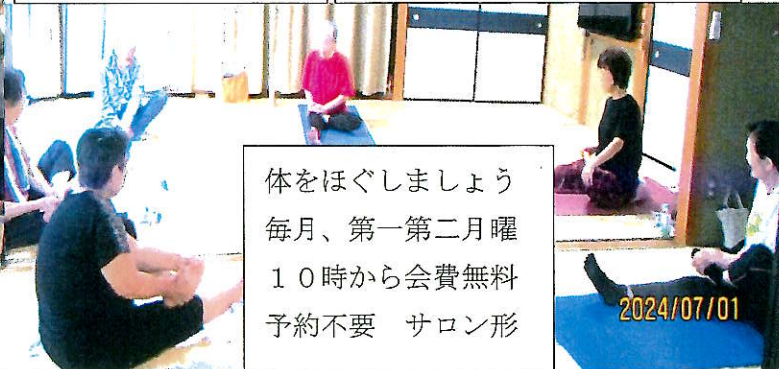 体をほぐしましょう
毎月、第一第二月曜
１０時から会費無料
予約不要　サロン形
2024/07/01